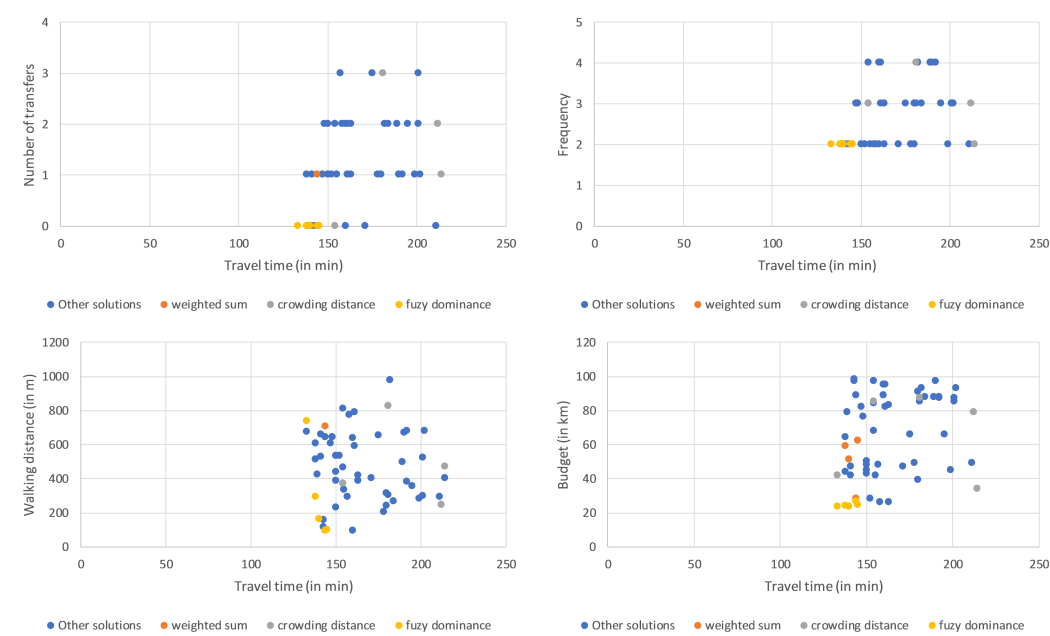 4
3
2
1
0
0
50
100
150
200
250
Number of transfers
Travel time (in min)
Other solutions
weighted sum
crowding distance
fuzy dominance
5
4
3
2
1
0
0
50
100
150
200
250
Frequency
Travel time (in min)
Other solutions
weighted sum
crowding distance
fuzy dominance
1200
1000
800
600
400
200
0
0
50
100
150
200
250
Walking distance (in m)
Travel time (in min)
Other solutions
weighted sum
crowding distance
fuzy dominance
120
100
80
60
40
20
0
0
50
100
150
200
250
Budget (in km)
Travel time (in min)
Other solutions
weighted sum
crowding distance
fuzy dominance